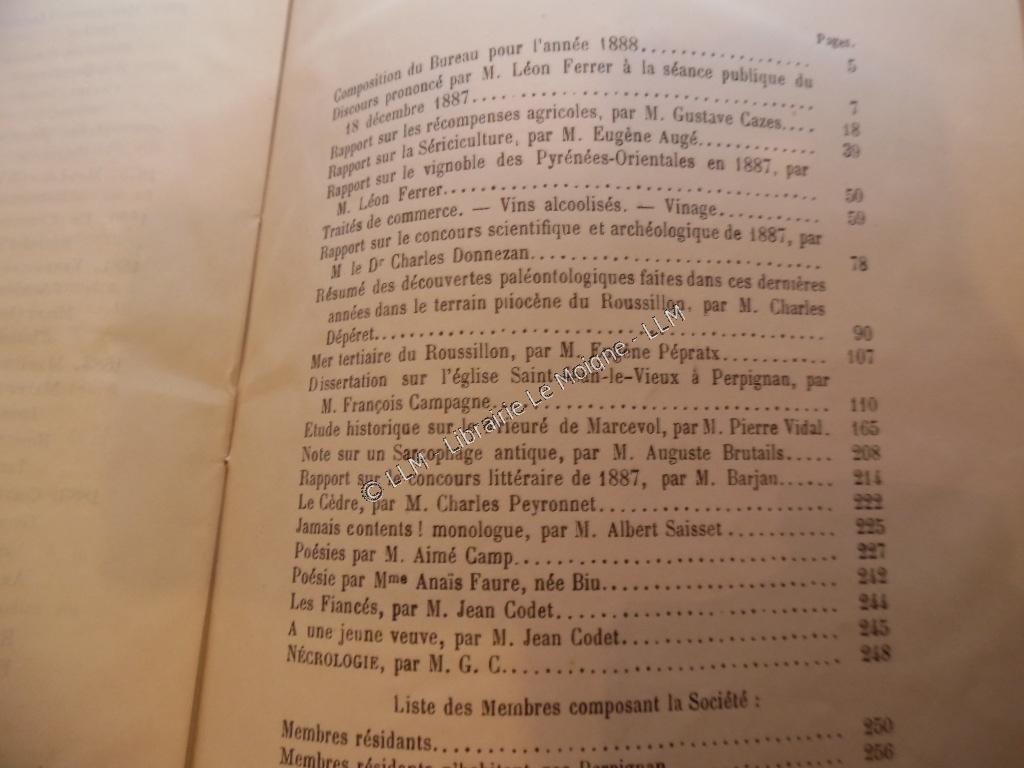 Pages.
Composition du Bureau pour l'année 1888........ 5
Discours prononcé par M. Léon Ferrer à la séance publique du
18 décembre 1887........ 7
Rapport sur les récompenses agricoles, par M. Gustave Cazes.... 18
Rapport sur la Sériciculture, par M. Eugène Augé........ 39
Rapport sur le vignoble des Pyrénées-Orientales en 1887, par
M. Léon Ferrer........ 50
Traités de commerce. — Vins alcoolisés. — Vinage........ 59
Rapport sur le concours scientifique et archéologique de 1887, par
M le Dr Charles Donnezan........ 78
Résumé des découvertes paléontologiques faites dans ces dernières
années dans le terrain pliocène du Roussillon, par M. Charles
Dépéret........ 90
Mer tertiaire du Roussillon, par M. Eugène Pépratx........ 107
Dissertation sur l'église Saint-Jean-le-Vieux à Perpignan, par
M. François Campagne........ 110
Etude historique sur le Prieuré de Marcevol, par M. Pierre Vidal. 165
Note sur un Sarcophage antique, par M. Auguste Brutails..... 208
Rapport sur le concours littéraire de 1887, par M. Barjau...... 214
Le Cèdre, par M. Charles Peyronnet........ 222
Jamais contents ! monologue, par M. Albert Saisset........ 225
Poésies par M. Aimé Camp........ 227
Poésie par Mme Anaïs Faure, née Biu........ 242
Les Fiancés, par M. Jean Codet........ 244
A une jeune veuve, par M. Jean Codet........ 245
NÉCROLOGIE, par M. G. C........ 248
Liste des Membres composant la Société :
Membres résidants........ 250
Membres résidants 256
© LLM - Librairie Le Moigne - LLM